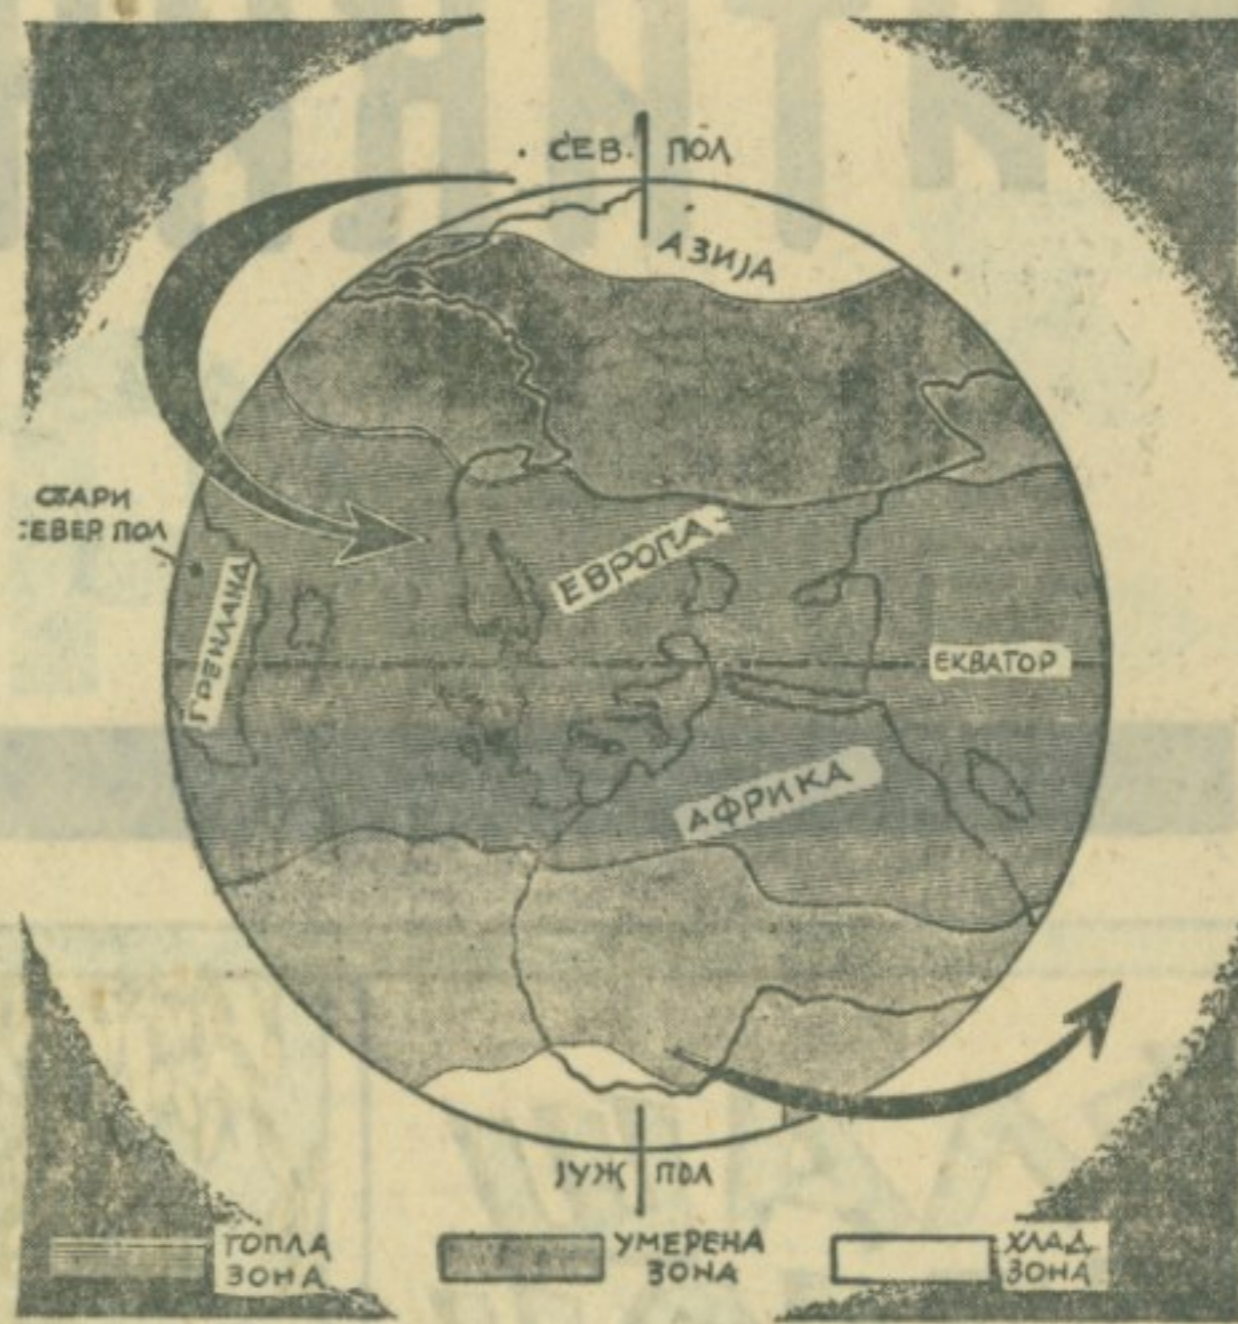 СЕВ. ПОЛ
АЗИЈА
СТАРИ
СЕВЕР ПОЛ
ЕВРОПА
ГРЕНЛАНД
ЕКВАТОР
АФРИКА
ЈУЖ ПОЛ
ТОПЛА
ЗОНА
УМЕРЕНА
ЗОНА
ХЛАД.
ЗОНА